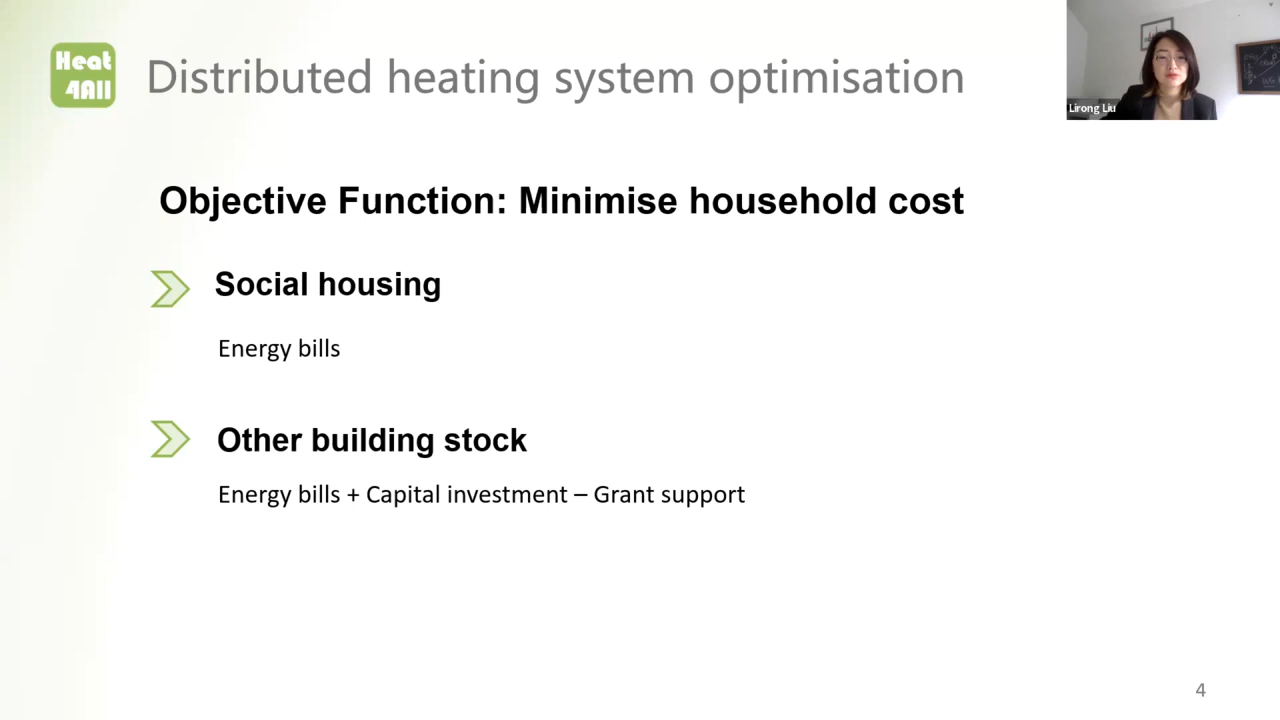 Heat
4All
Distributed heating system optimisation
Lirong Liu
Objective Function: Minimise household cost
Social housing
Energy bills
Other building stock
Energy bills + Capital investment – Grant support
4